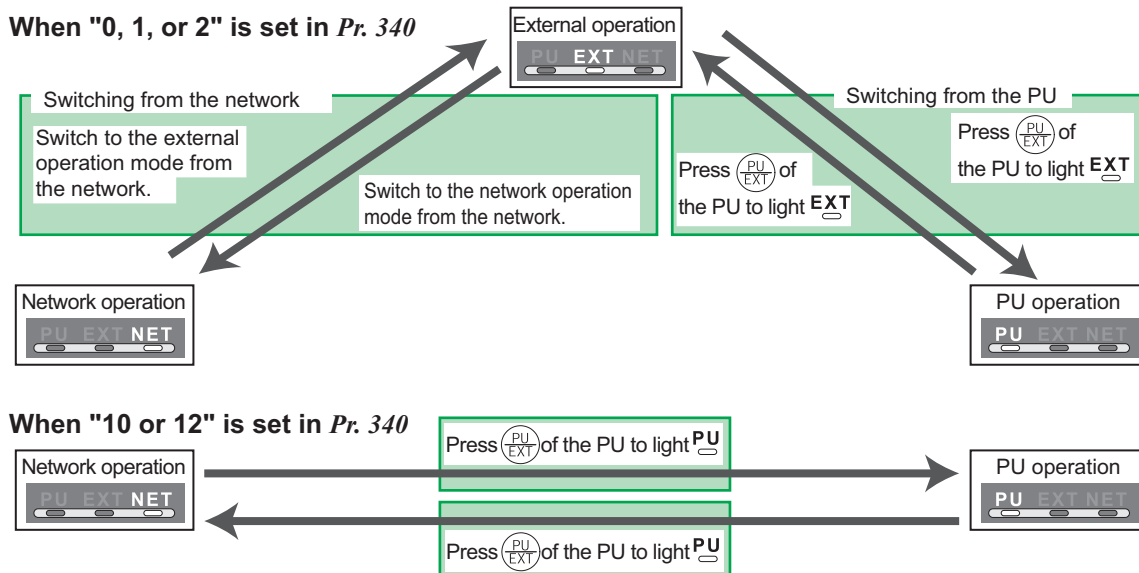 When "0, 1, or 2" is set in Pr. 340
External operation
PU EXT NET
Switching from the network
Switch to the external
operation mode from
the network.
Switch to the network operation
mode from the network.
Switching from the PU
Press PU/EXT of
the PU to light EXT
Press PU/EXT of
the PU to light EXT
Network operation
PU EXT NET
PU operation
PU EXT NET
When "10 or 12" is set in Pr. 340
Network operation
PU EXT NET
Press PU/EXT of the PU to light PU
Press PU/EXT of the PU to light PU
PU operation
PU EXT NET